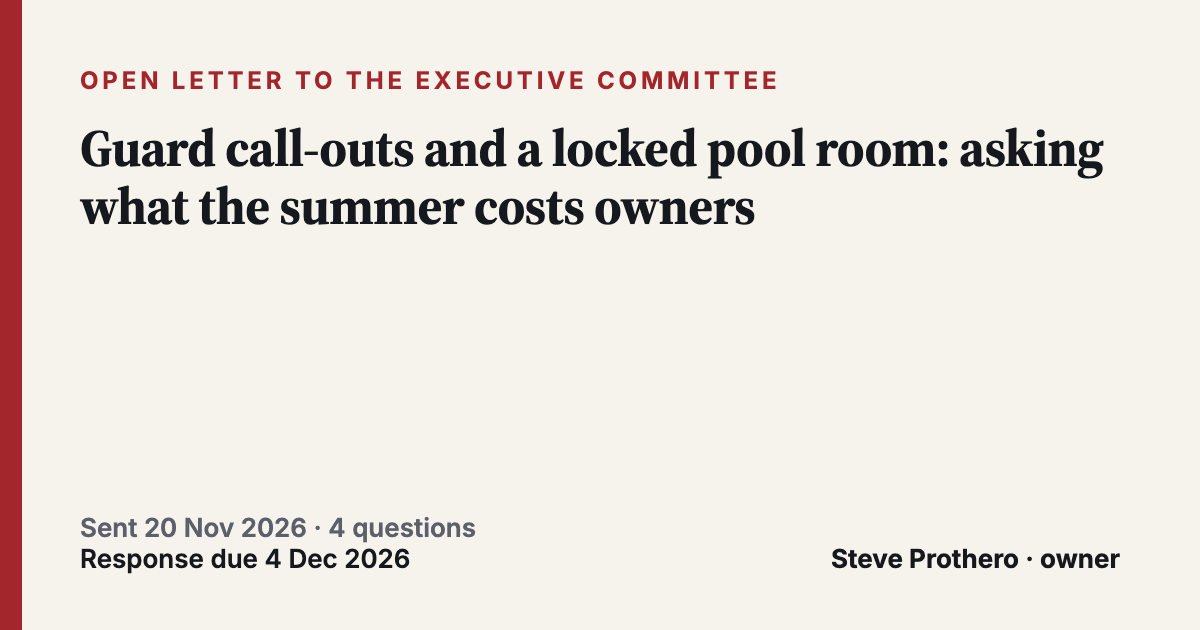 OPEN LETTER TO THE EXECUTIVE COMMITTEE
Guard call-outs and a locked pool room: asking
what the summer costs owners
Sent 20 Nov 2026 · 4 questions
Response due 4 Dec 2026
Steve Prothero · owner